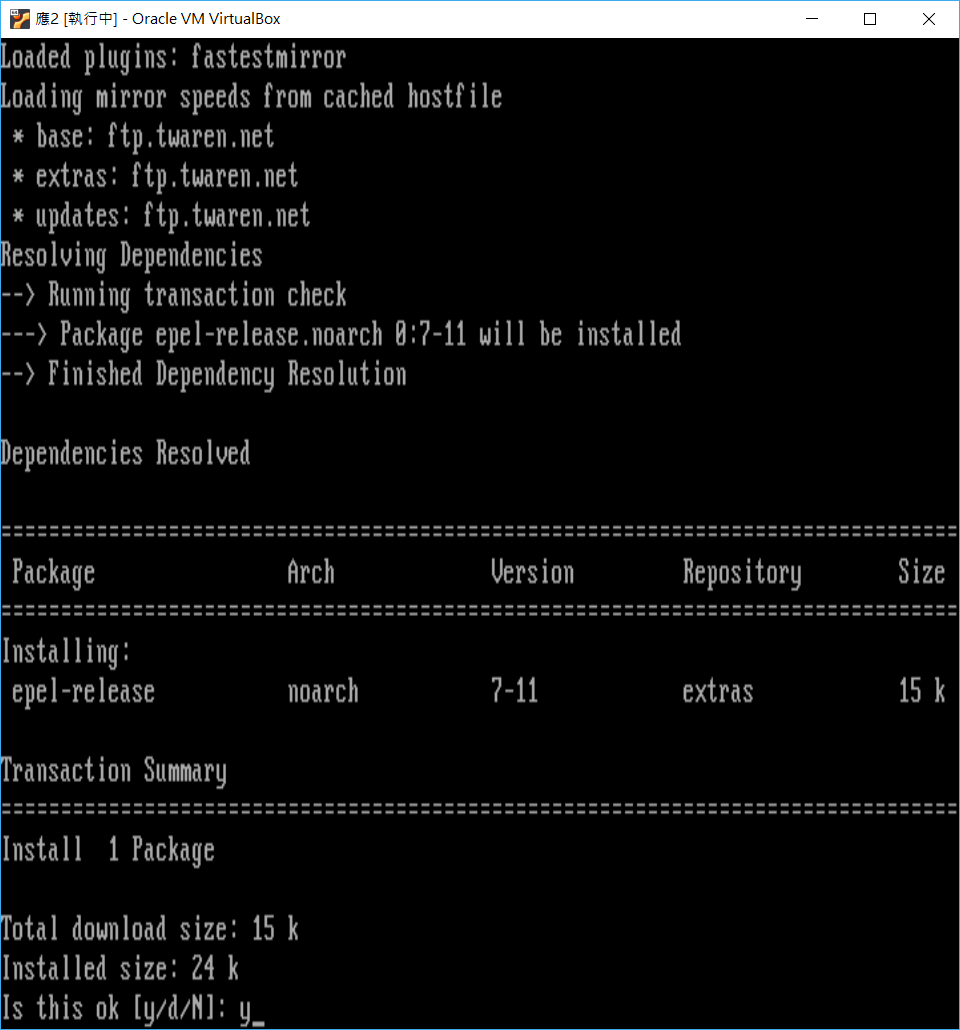 應2 [執行中] - Oracle VM VirtualBox
Loaded plugins: fastestmirror
Loading mirror speeds from cached hostfile
 * base: ftp.twaren.net
 * extras: ftp.twaren.net
 * updates: ftp.twaren.net
Resolving Dependencies
--> Running transaction check
---> Package epel-release.noarch 0:7-11 will be installed
--> Finished Dependency Resolution
Dependencies Resolved
================================================================================
 Package                Arch             Version         Repository        Size
================================================================================
Installing:
 epel-release           noarch           7-11            extras            15 k
Transaction Summary
================================================================================
Install  1 Package
Total download size: 15 k
Installed size: 24 k
Is this ok [y/d/N]: y_